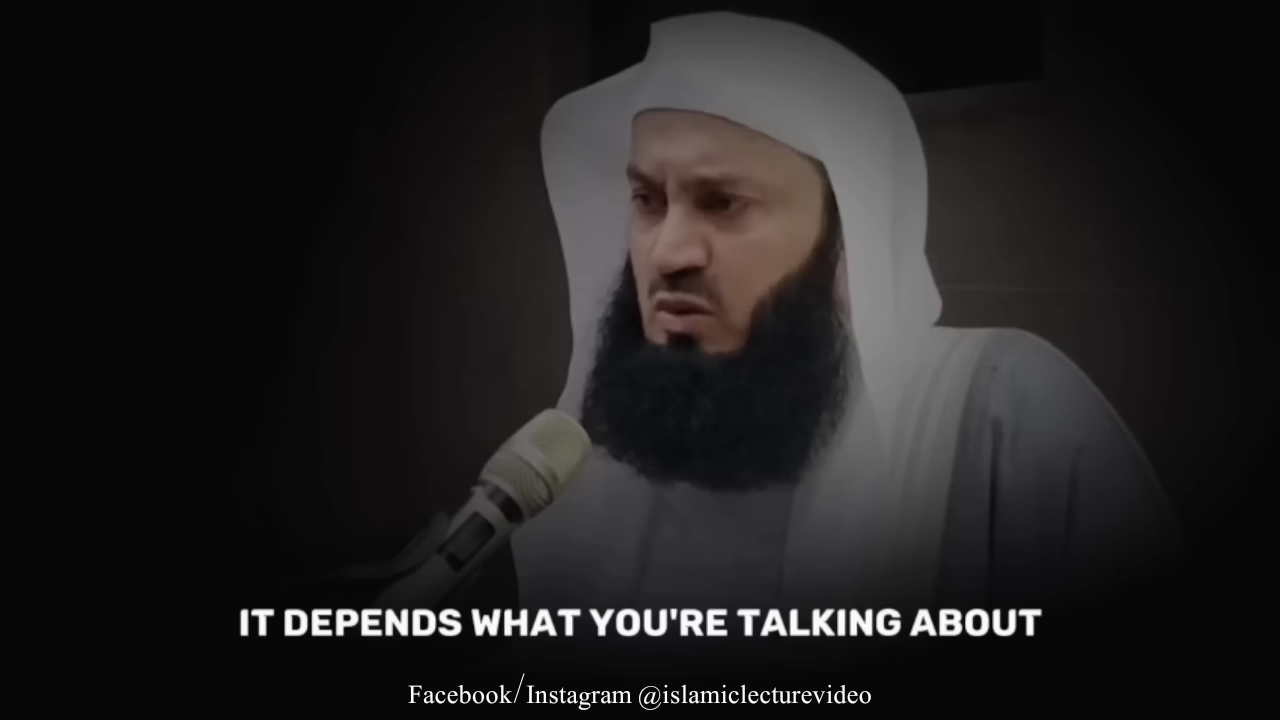 IT DEPENDS WHAT YOU'RE TALKING ABOUT
Facebook/Instagram @islamiclecturevideo